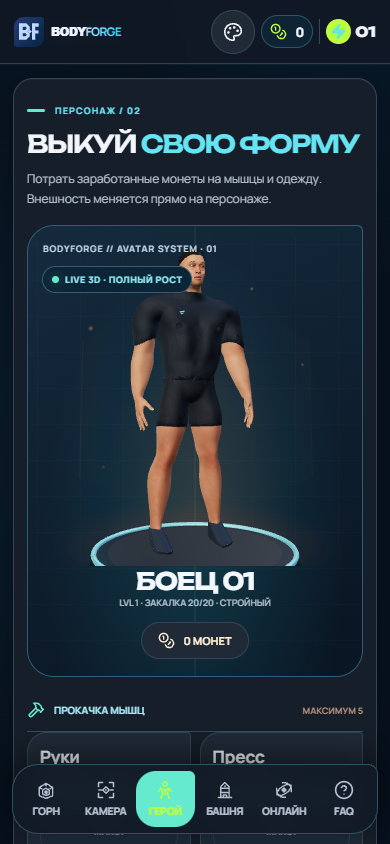 BF BODYFORGE
0
01
ПЕРСОНАЖ / 02
ВЫКУЙ СВОЮ ФОРМУ
Потрать заработанные монеты на мышцы и одежду.
Внешность меняется прямо на персонаже.
BODYFORGE // AVATAR SYSTEM · 01
LIVE 3D · ПОЛНЫЙ РОСТ
БОЕЦ 01
LVL 1 · ЗАКАЛКА 20/20 · СТРОЙНЫЙ
0 МОНЕТ
ПРОКАЧКА МЫШЦ
МАКСИМУМ 5
Руки
Пресс
ГОРН
КАМЕРА
ГЕРОЙ
БАШНЯ
ОНЛАЙН
FAQ